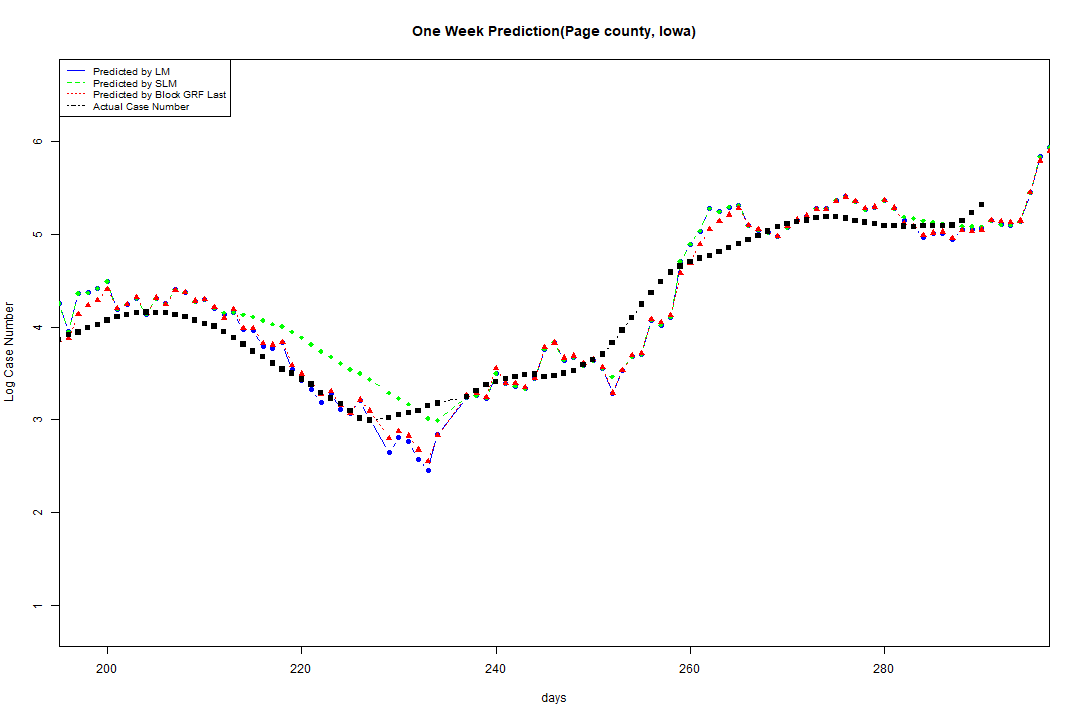 One Week Prediction(Page county, Iowa)
Predicted by LM
Predicted by SLM
Predicted by Block GRF Last
Actual Case Number
Log Case Number
6
5
4
3
2
1
200
220
240
260
280
days